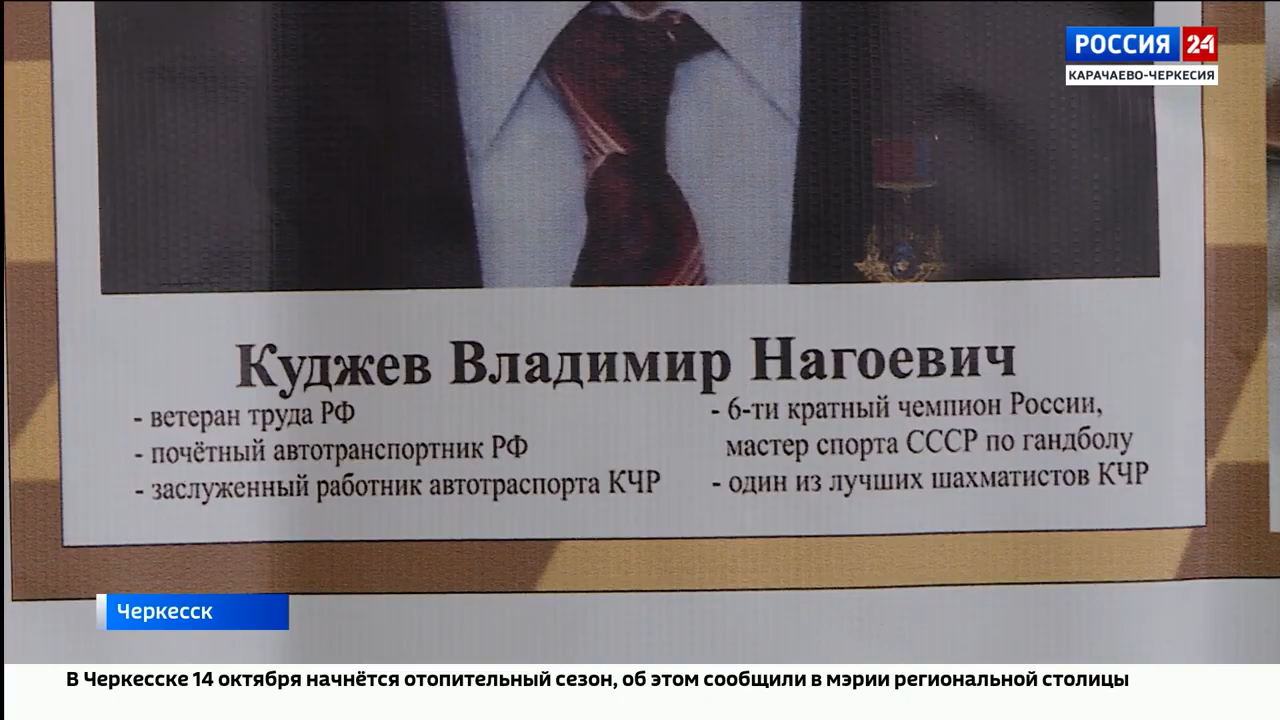 РОССИЯ 24
КАРАЧАЕВО-ЧЕРКЕСИЯ
Куджев Владимир Нагоевич
- ветеран труда РФ
- почётный автотранспортник РФ
- заслуженный работник автотраспорта КЧР
- 6-ти кратный чемпион России,
мастер спорта СССР по гандболу
- один из лучших шахматистов КЧР
Черкесск
В Черкесске 14 октября начнётся отопительный сезон, об этом сообщили в мэрии региональной столицы